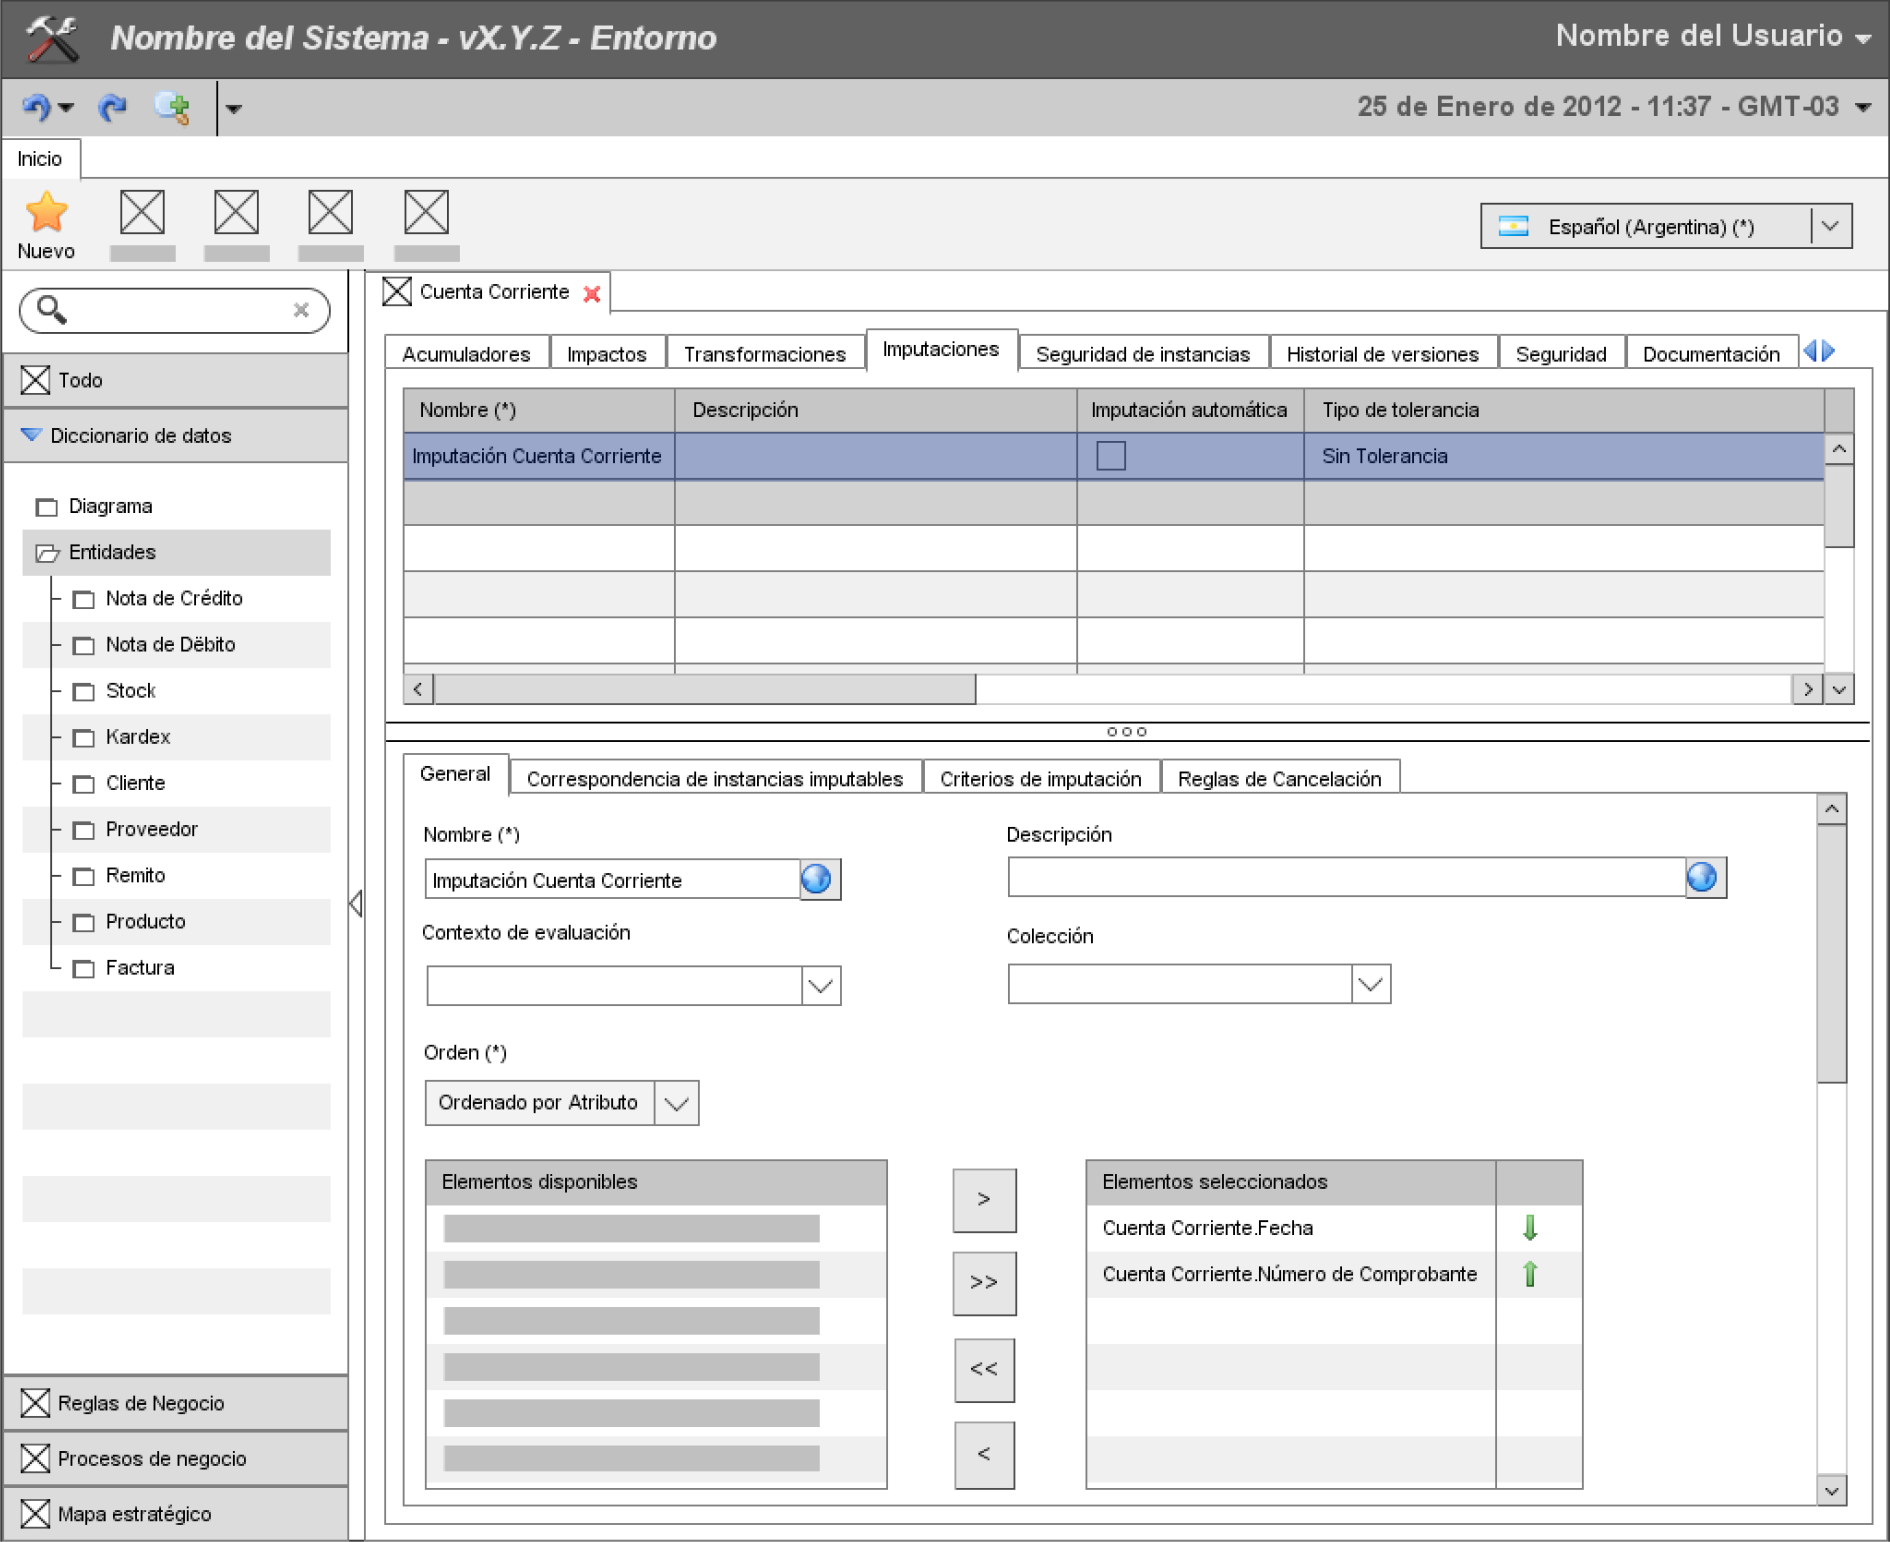 Nombre del Sistema - vX.Y.Z - Entorno
Nombre del Usuario
25 de Enero de 2012 - 11:37 - GMT-03
Inicio
Nuevo
Español (Argentina) (*)
Cuenta Corriente
Todo
Diccionario de datos
Diagrama
Entidades
Nota de Crédito
Nota de Dëbito
Stock
Kardex
Cliente
Proveedor
Remito
Producto
Factura
Reglas de Negocio
Procesos de negocio
Mapa estratégico
Acumuladores
Impactos
Transformaciones
Imputaciones
Seguridad de instancias
Historial de versiones
Seguridad
Documentación
Nombre (*)
Descripción
Imputación automática
Tipo de tolerancia
Imputación Cuenta Corriente
Sin Tolerancia
General
Correspondencia de instancias imputables
Criterios de imputación
Reglas de Cancelación
Nombre (*)
Descripción
Imputación Cuenta Corriente
Contexto de evaluación
Colección
Orden (*)
Ordenado por Atributo
Elementos disponibles
>
>>
<<
<
Elementos seleccionados
Cuenta Corriente.Fecha
Cuenta Corriente.Número de Comprobante